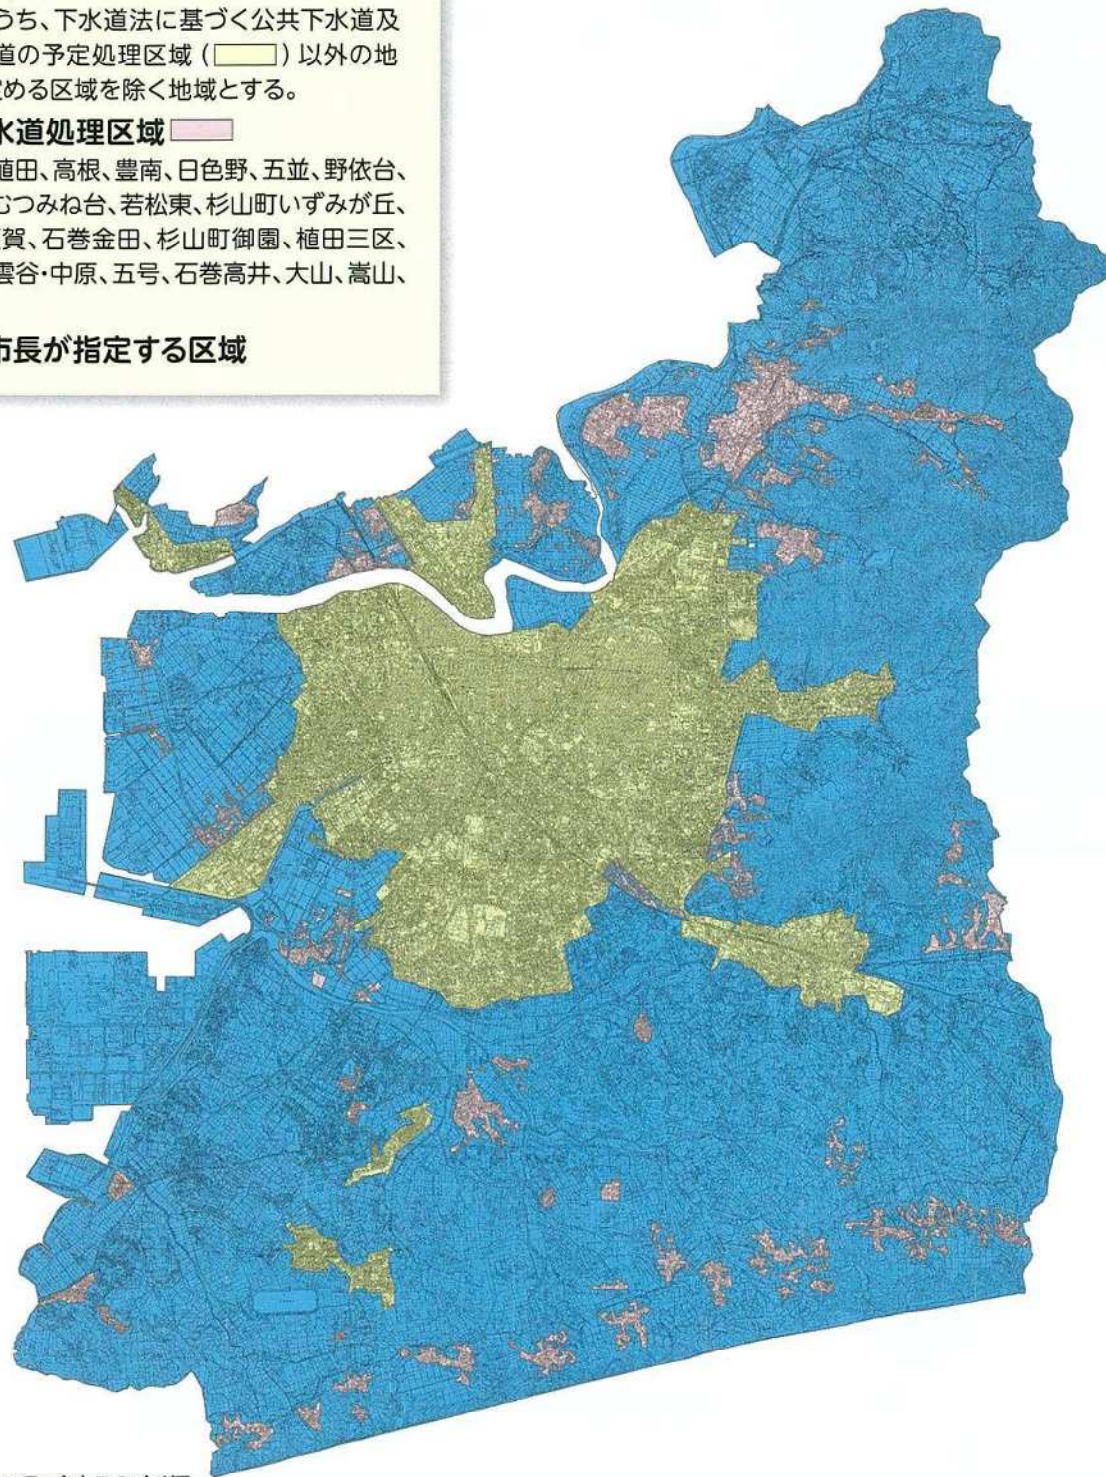 うち、下水道法に基づく公共下水道及
道の予定処理区域（　　）以外の地
める区域を除く地域とする。
水道処理区域
植田、高根、豊南、日色野、五並、野依台、
むつみね台、若松東、杉山町いずみが丘、
賀、石巻金田、杉山町御園、植田三区、
雲谷・中原、五号、石巻高井、大山、嵩山、
市長が指定する区域